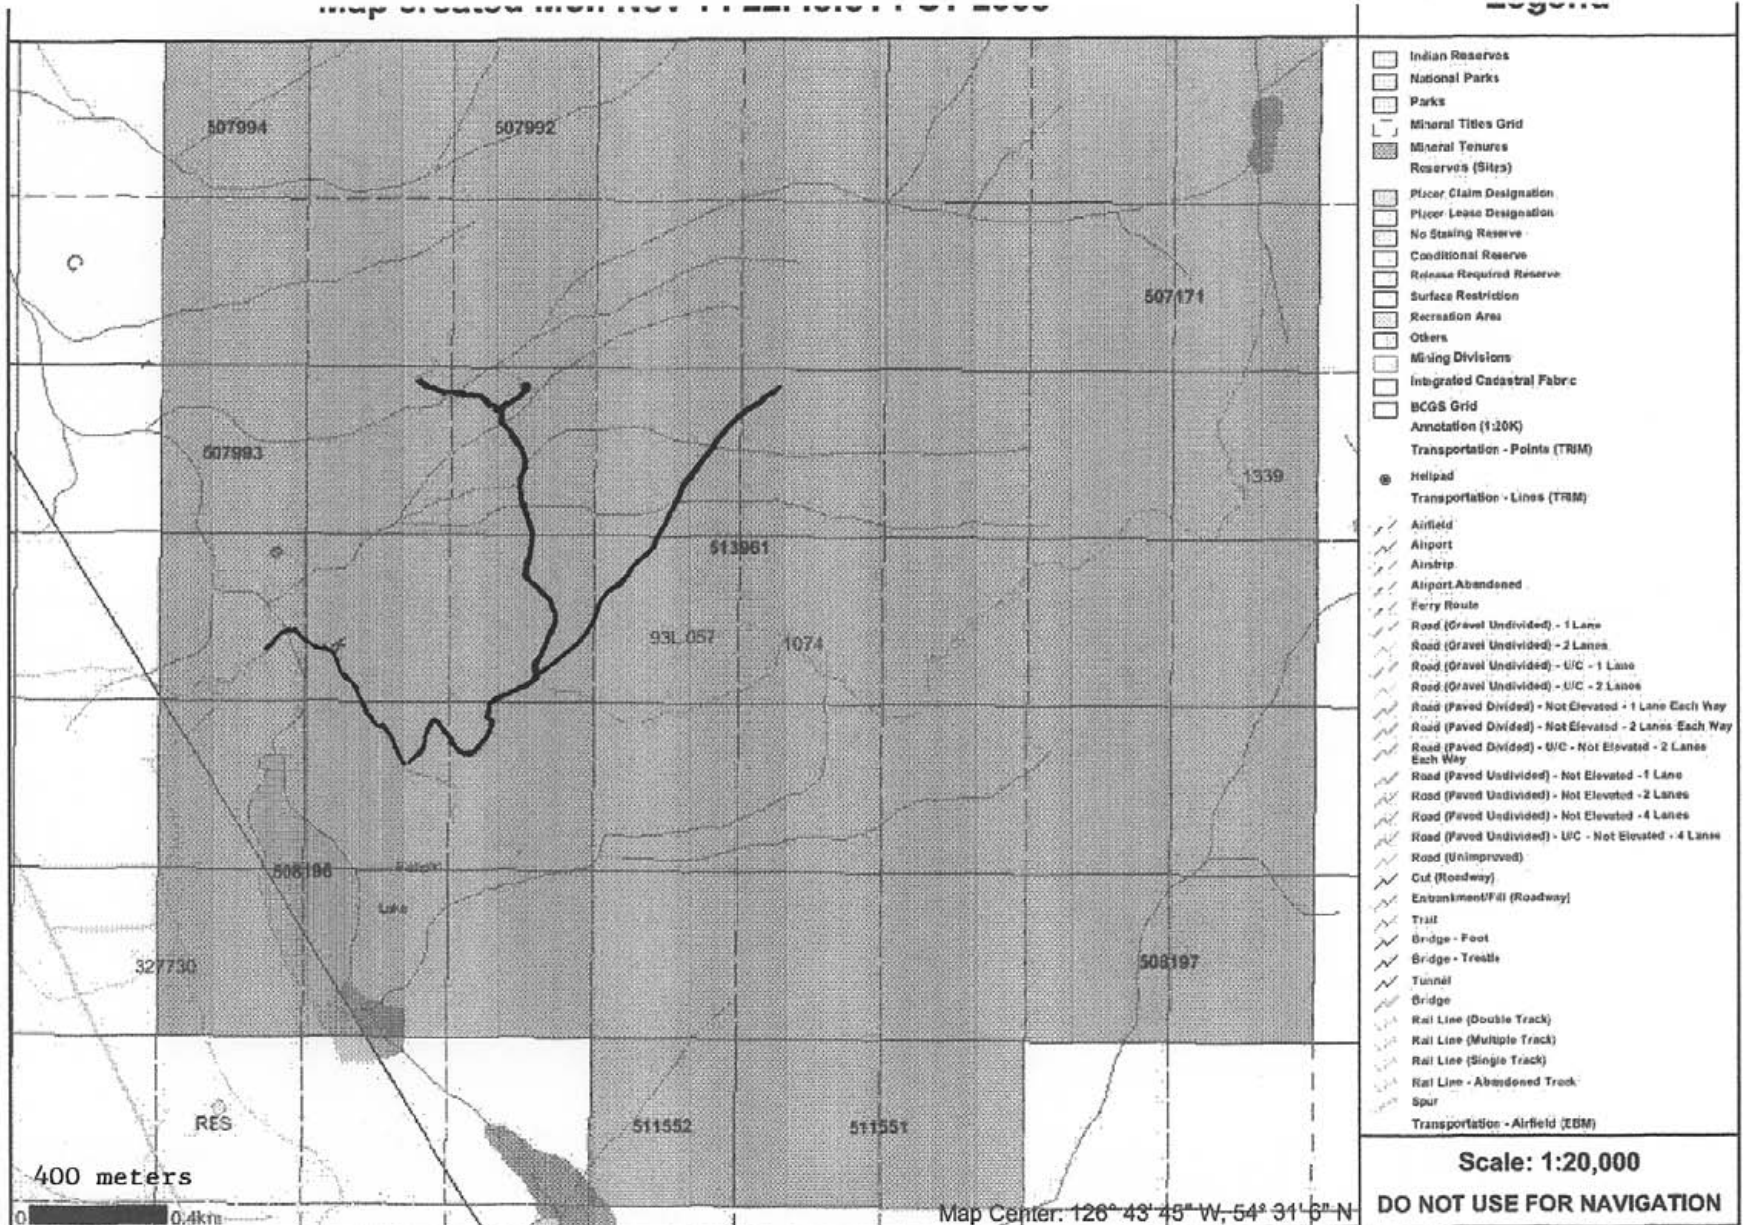 507994
507992
507171
507993
1339
513961
93L.057
1074
508196
Lake
327730
508197
RES
511552
511551
400 meters
0
0.4km
Map Center: 126° 43' 45" W, 54° 31' 6" N
Legend
Indian Reserves
National Parks
Parks
Mineral Titles Grid
Mineral Tenures
Reserves (Sites)
Placer Claim Designation
Placer Lease Designation
No Staking Reserve
Conditional Reserve
Release Required Reserve
Surface Restriction
Recreation Area
Others
Mining Divisions
Integrated Cadastral Fabric
BCGS Grid
Annotation (1:20K)
Transportation - Points (TRIM)
Helipad
Transportation - Lines (TRIM)
Airfield
Airport
Airstrip
Airport Abandoned
Ferry Route
Road (Gravel Undivided) - 1 Lane
Road (Gravel Undivided) - 2 Lanes
Road (Gravel Undivided) - U/C - 1 Lane
Road (Gravel Undivided) - U/C - 2 Lanes
Road (Paved Divided) - Not Elevated - 1 Lane Each Way
Road (Paved Divided) - Not Elevated - 2 Lanes Each Way
Road (Paved Divided) - U/C - Not Elevated - 2 Lanes
Each Way
Road (Paved Undivided) - Not Elevated - 1 Lane
Road (Paved Undivided) - Not Elevated - 2 Lanes
Road (Paved Undivided) - Not Elevated - 4 Lanes
Road (Paved Undivided) - U/C - Not Elevated - 4 Lanes
Road (Unimproved)
Cut (Roadway)
Embankment/Fill (Roadway)
Trail
Bridge - Foot
Bridge - Trestle
Tunnel
Bridge
Rail Line (Double Track)
Rail Line (Multiple Track)
Rail Line (Single Track)
Rail Line - Abandoned Track
Spur
Transportation - Airfield (EBM)
Scale: 1:20,000
DO NOT USE FOR NAVIGATION